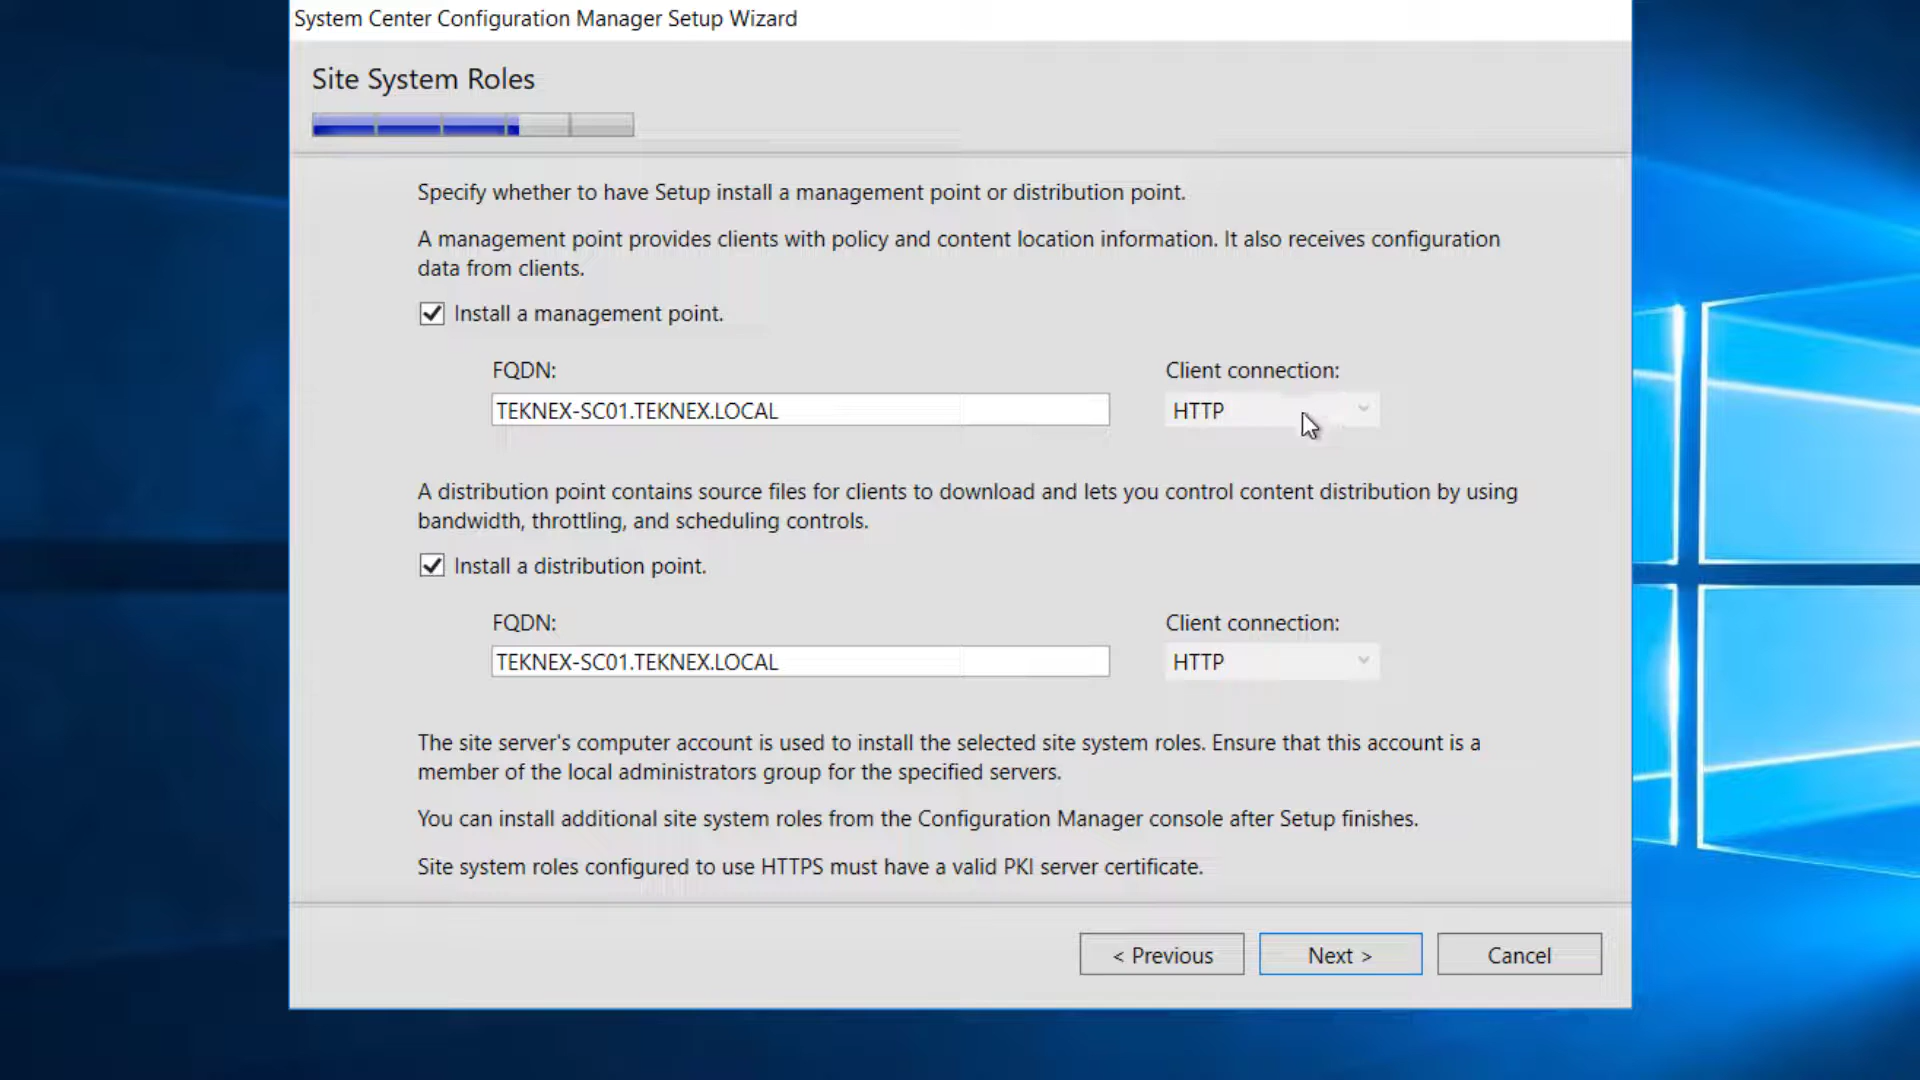 System Center Configuration Manager Setup Wizard
Site System Roles
Specify whether to have Setup install a management point or distribution point.
A management point provides clients with policy and content location information. It also receives configuration
data from clients.
Install a management point.
FQDN:
Client connection:
TEKNEX-SC01.TEKNEX.LOCAL
HTTP
A distribution point contains source files for clients to download and lets you control content distribution by using
bandwidth, throttling, and scheduling controls.
Install a distribution point.
FQDN:
Client connection:
TEKNEX-SC01.TEKNEX.LOCAL
HTTP
The site server's computer account is used to install the selected site system roles. Ensure that this account is a
member of the local administrators group for the specified servers.
You can install additional site system roles from the Configuration Manager console after Setup finishes.
Site system roles configured to use HTTPS must have a valid PKI server certificate.
< Previous
Next >
Cancel